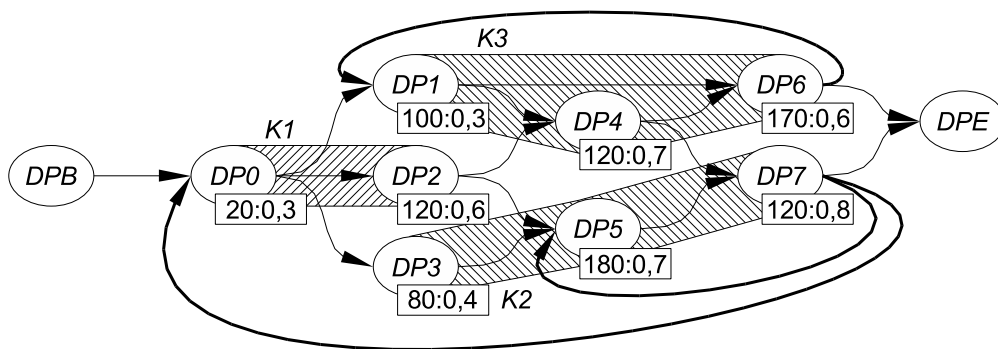 K3
DP1
100:0,3
DP6
170:0,6
K1
DP4
120:0,7
DPE
DPB
DP0
20:0,3
DP2
120:0,6
DP7
120:0,8
DP5
180:0,7
DP3
80:0,4
K2